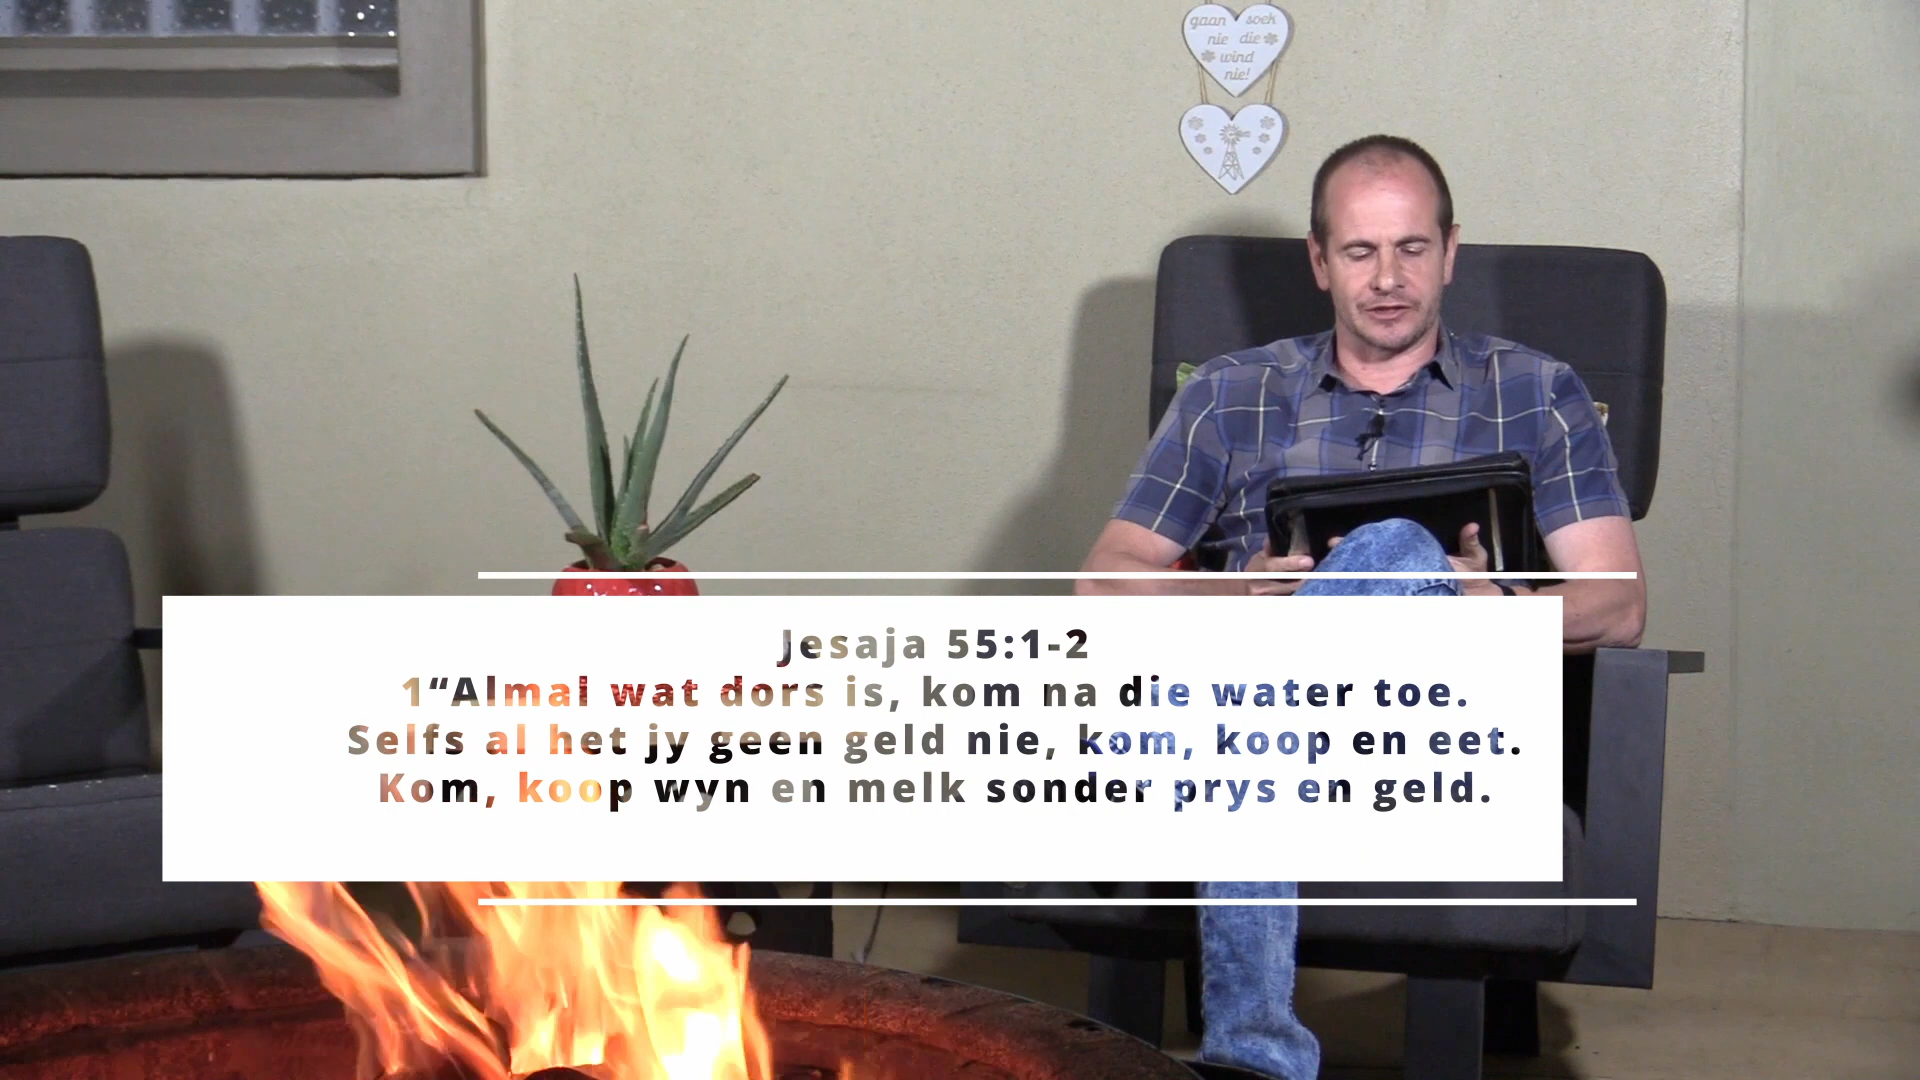 gaan soek
nie die
wind
nie!
Jesaja 55:1-2
1“Almal wat dors is, kom na die water toe.
Selfs al het jy geen geld nie, kom, koop en eet.
Kom, koop wyn en melk sonder prys en geld.